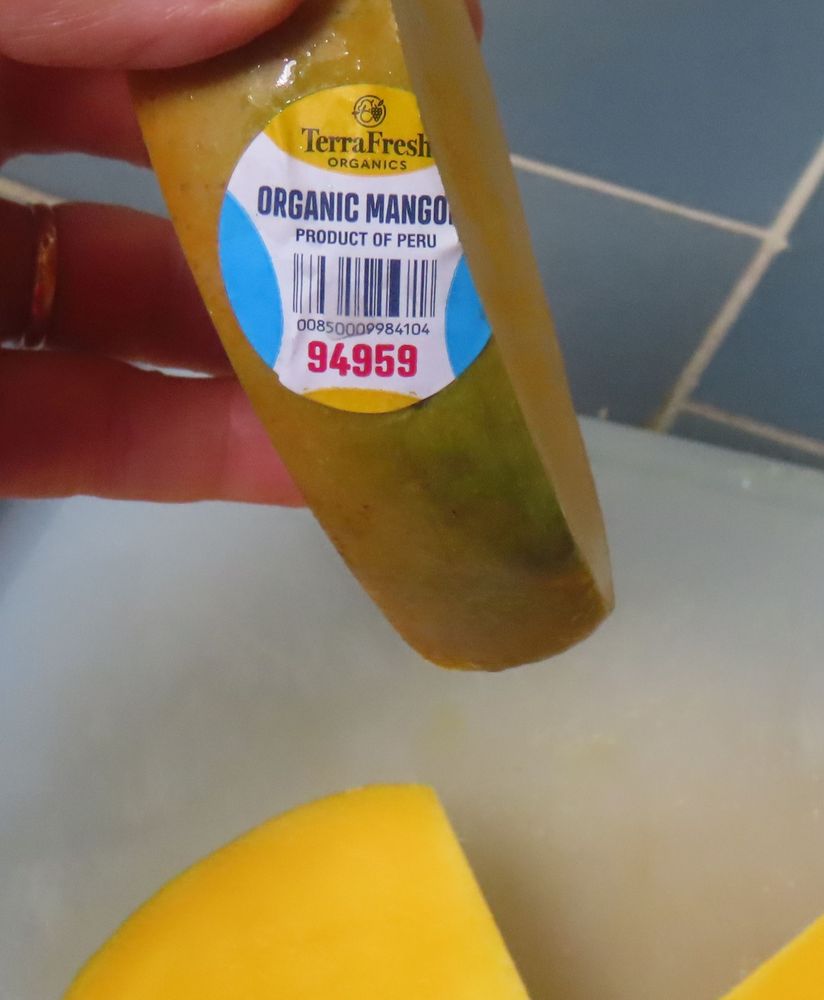 TerraFresh
ORGANICS
ORGANIC MANGO
PRODUCT OF PERU
00850009984104
94959